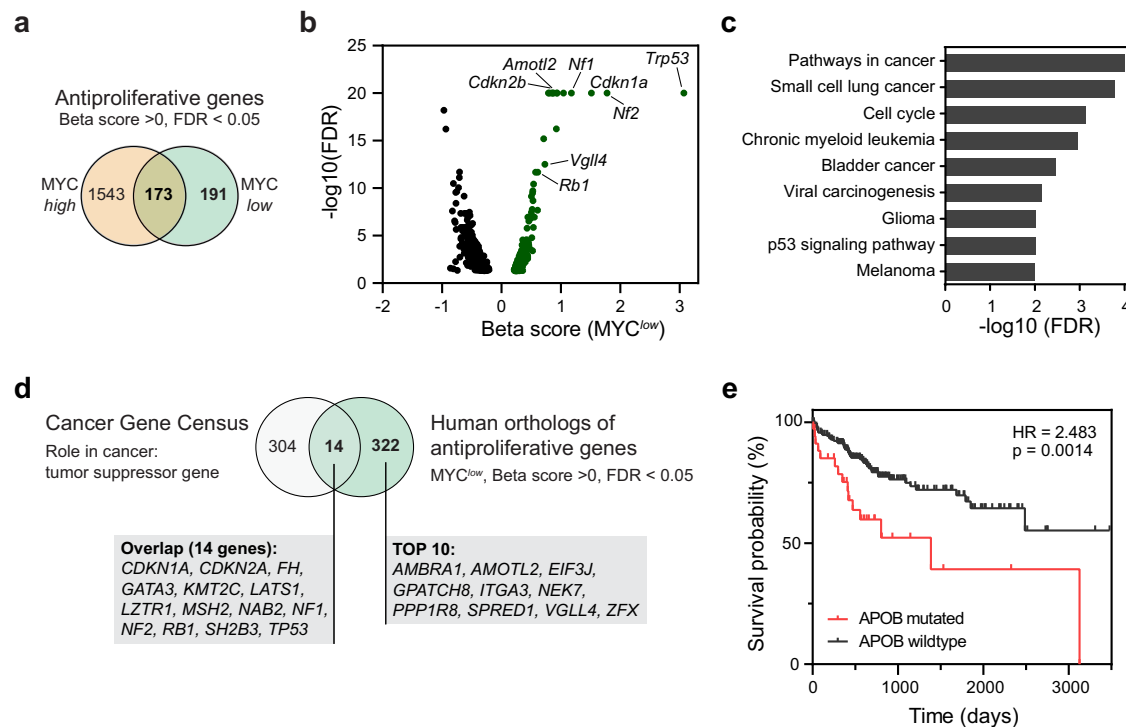 a
Antiproliferative genes
Beta score >0, FDR < 0.05
MYC
high
1543
173
191
MYC
low
b
-log10(FDR)
25
20
15
10
5
0
-2
-1
0
1
2
3
Beta score (MYClow)
Amotl2
Cdkn2b
Nf1
Cdkn1a
Trp53
Nf2
Vgll4
Rb1
c
Pathways in cancer
Small cell lung cancer
Cell cycle
Chronic myeloid leukemia
Bladder cancer
Viral carcinogenesis
Glioma
p53 signaling pathway
Melanoma
0
1
2
3
4
-log10 (FDR)
d
Cancer Gene Census
Role in cancer:
tumor suppressor gene
304
14
322
Human orthologs of
antiproliferative genes
MYClow, Beta score >0, FDR < 0.05
Overlap (14 genes):
CDKN1A, CDKN2A, FH,
GATA3, KMT2C, LATS1,
LZTR1, MSH2, NAB2, NF1,
NF2, RB1, SH2B3, TP53
TOP 10:
AMBRA1, AMOTL2, EIF3J,
GPATCH8, ITGA3, NEK7,
PPP1R8, SPRED1, VGLL4, ZFX
e
Survival probability (%)
100
50
0
HR = 2.483
p = 0.0014
APOB mutated
APOB wildtype
0
1000
2000
3000
Time (days)